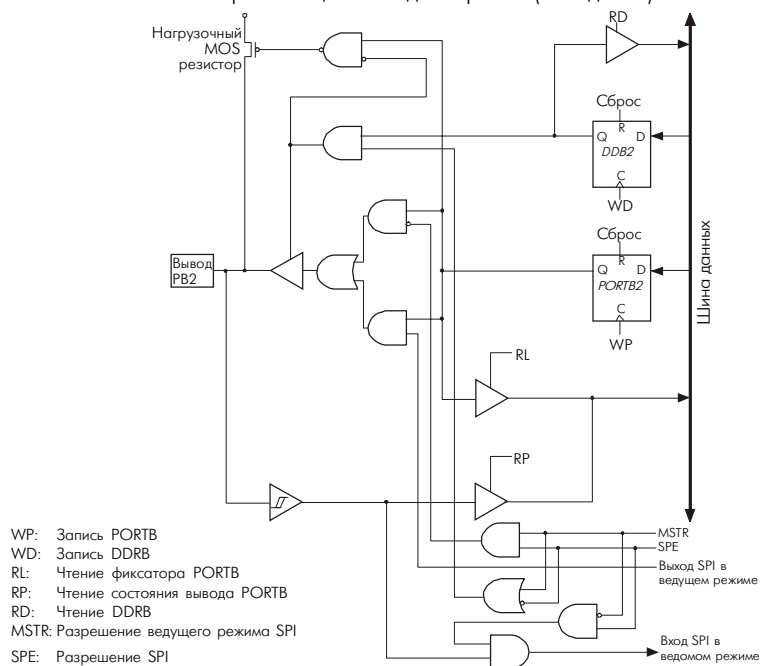 RD
Нагрузочный
MOS
резистор
Сброс
R
Q
D
DDB2
C
WD
Сброс
R
Q
D
PORTB2
C
WP
Шина данных
Вывод
PB2
RL
RP
MSTR
SPE
Выход SPI в
ведущем режиме
Вход SPI в
ведомом режиме
WP: Запись PORTB
WD: Запись DDRB
RL: Чтение фиксатора PORTB
RP: Чтение состояния вывода PORTB
RD: Чтение DDRB
MSTR: Разрешение ведущего режима SPI
SPE: Разрешение SPI